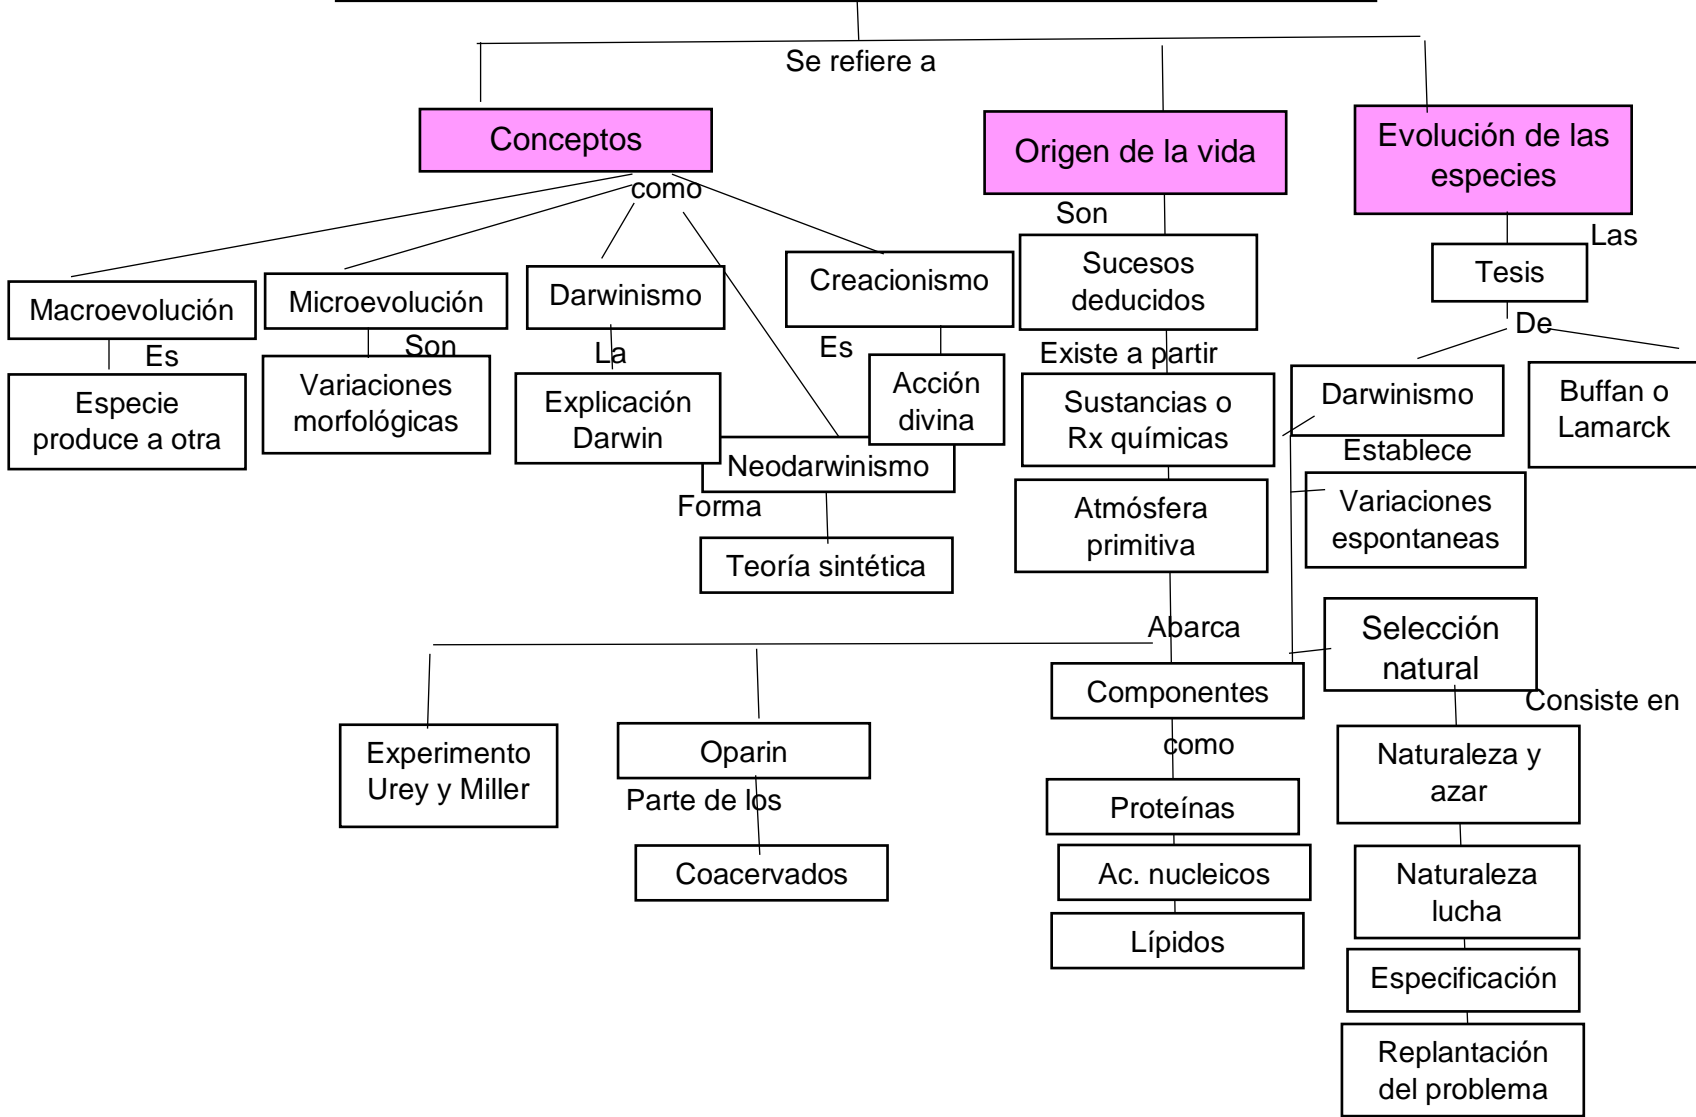 Se refiere a
Conceptos
como
Macroevolución
Es
Especie
produce a otra
Microevolución
Son
Variaciones
morfológicas
Darwinismo
La
Explicación
Darwin
Neodarwinismo
Forma
Teoría sintética
Creacionismo
Es
Acción
divina
Origen de la vida
Son
Sucesos
deducidos
Existe a partir
Sustancias o
Rx químicas
Atmósfera
primitiva
Abarca
Experimento
Urey y Miller
Oparin
Parte de los
Coacervados
Componentes
como
Proteínas
Ac. nucleicos
Lípidos
Evolución de las
especies
Las
Tesis
De
Darwinismo
Establece
Variaciones
espontaneas
Selección
natural
Consiste en
Naturaleza y
azar
Naturaleza
lucha
Especificación
Replantación
del problema
Buffan o
Lamarck